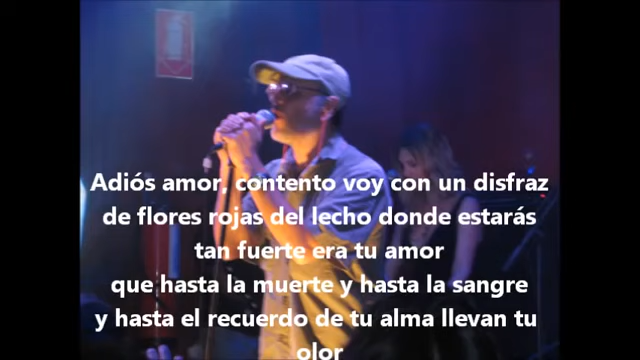 Adiós amor, contento voy con un disfraz
de flores rojas del lecho donde estarás
tan fuerte era tu amor
que hasta la muerte y hasta la sangre
y hasta el recuerdo de tu alma llevan tu
olor